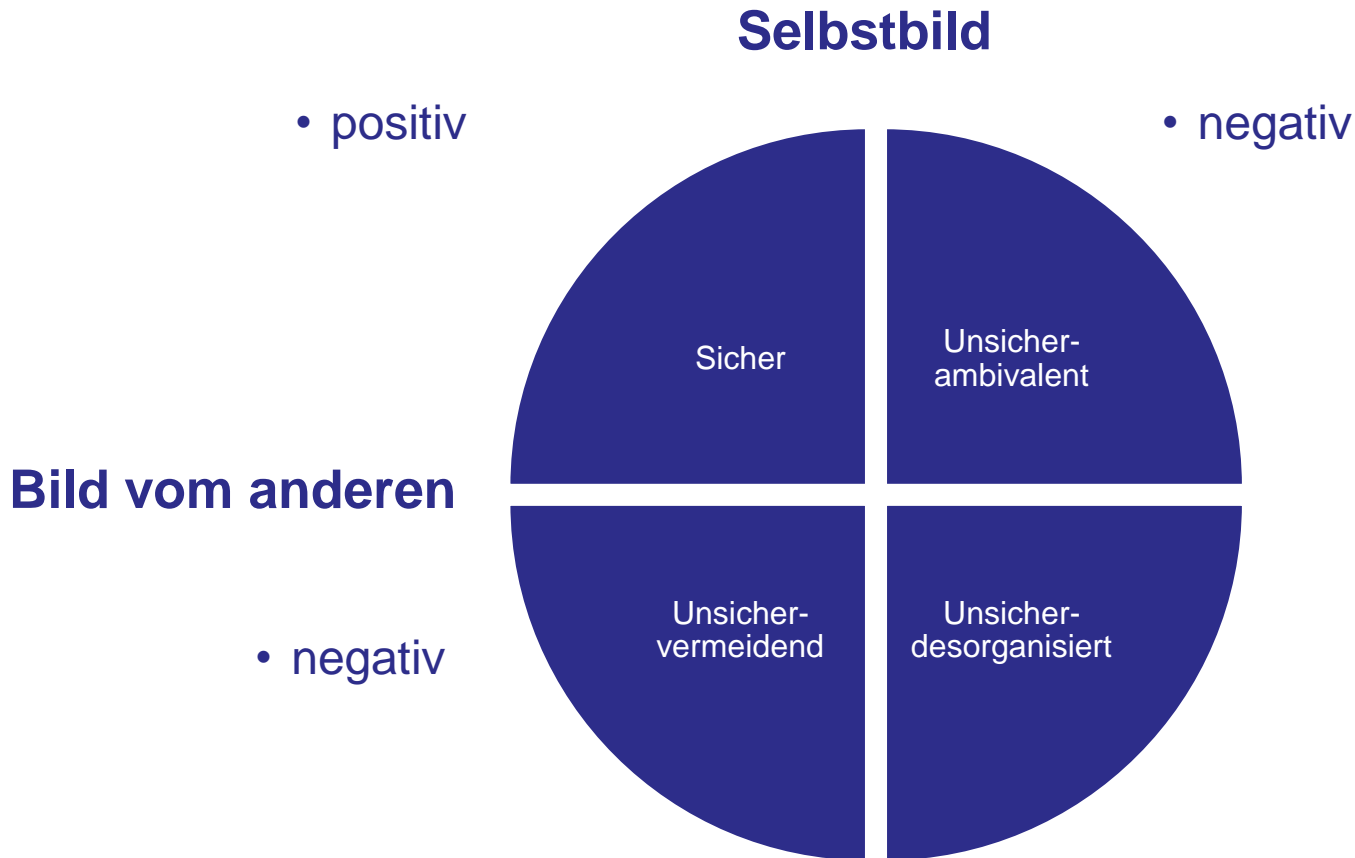 Selbstbild
• positiv
• negativ
Sicher
Unsicher-
ambivalent
Bild vom anderen
Unsicher-
vermeidend
Unsicher-
desorganisiert
• negativ